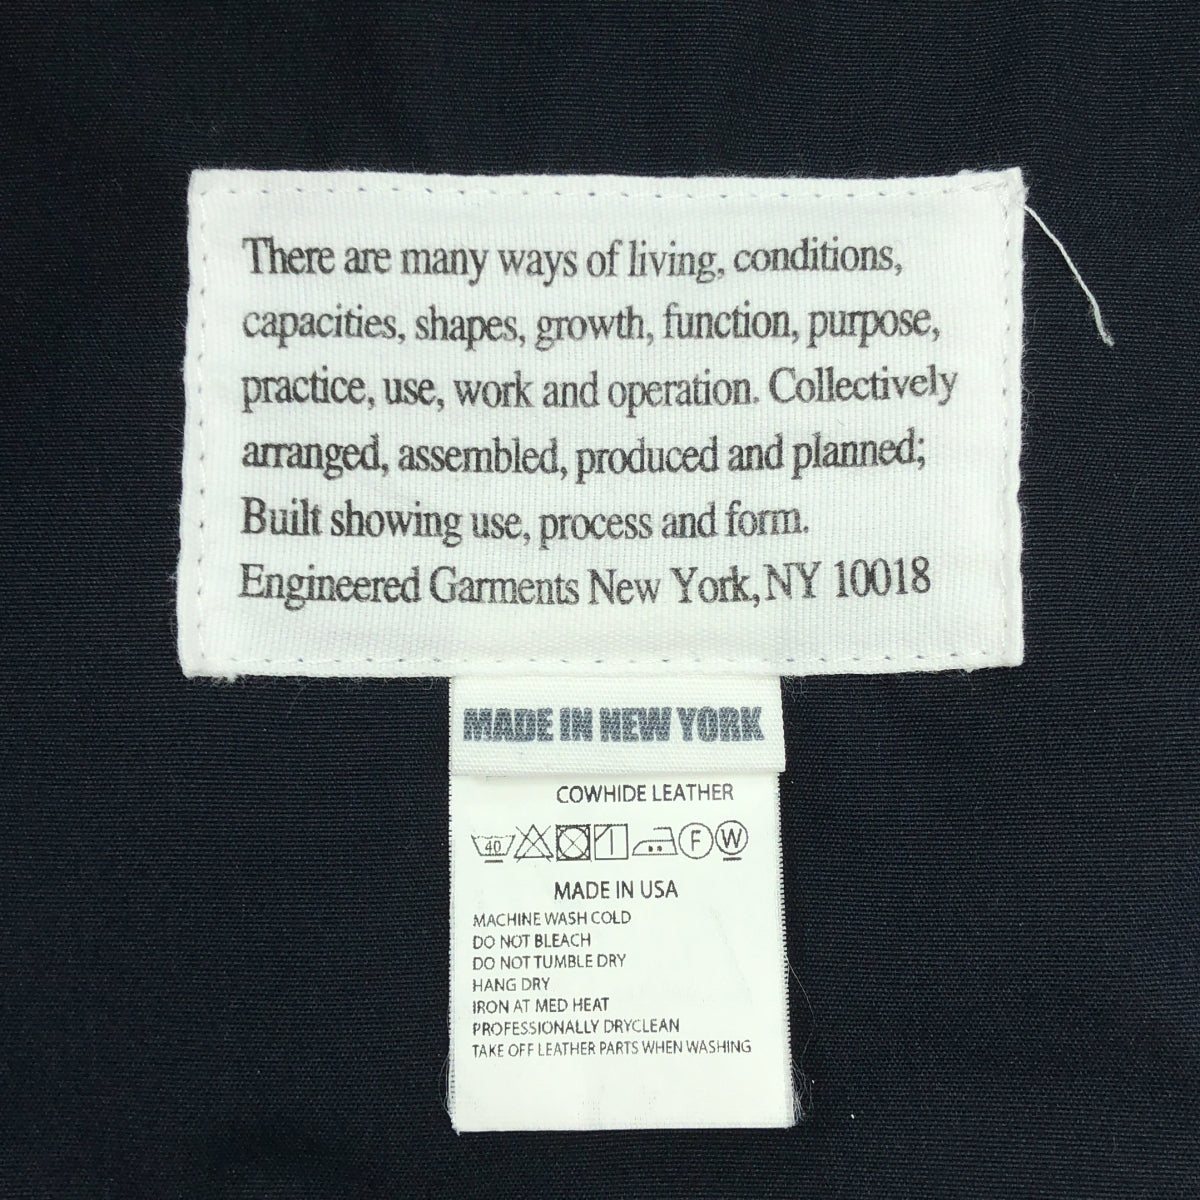 There are many ways of living, conditions,
capacities, shapes, growth, function, purpose,
practice, use, work and operation. Collectively
arranged, assembled, produced and planned;
Built showing use, process and form.
Engineered Garments New York, NY 10018
MADE IN NEW YORK
COWHIDE LEATHER
40 F W
MADE IN USA
MACHINE WASH COLD
DO NOT BLEACH
DO NOT TUMBLE DRY
HANG DRY
IRON AT MED HEAT
PROFESSIONALLY DRYCLEAN
TAKE OFF LEATHER PARTS WHEN WASHING